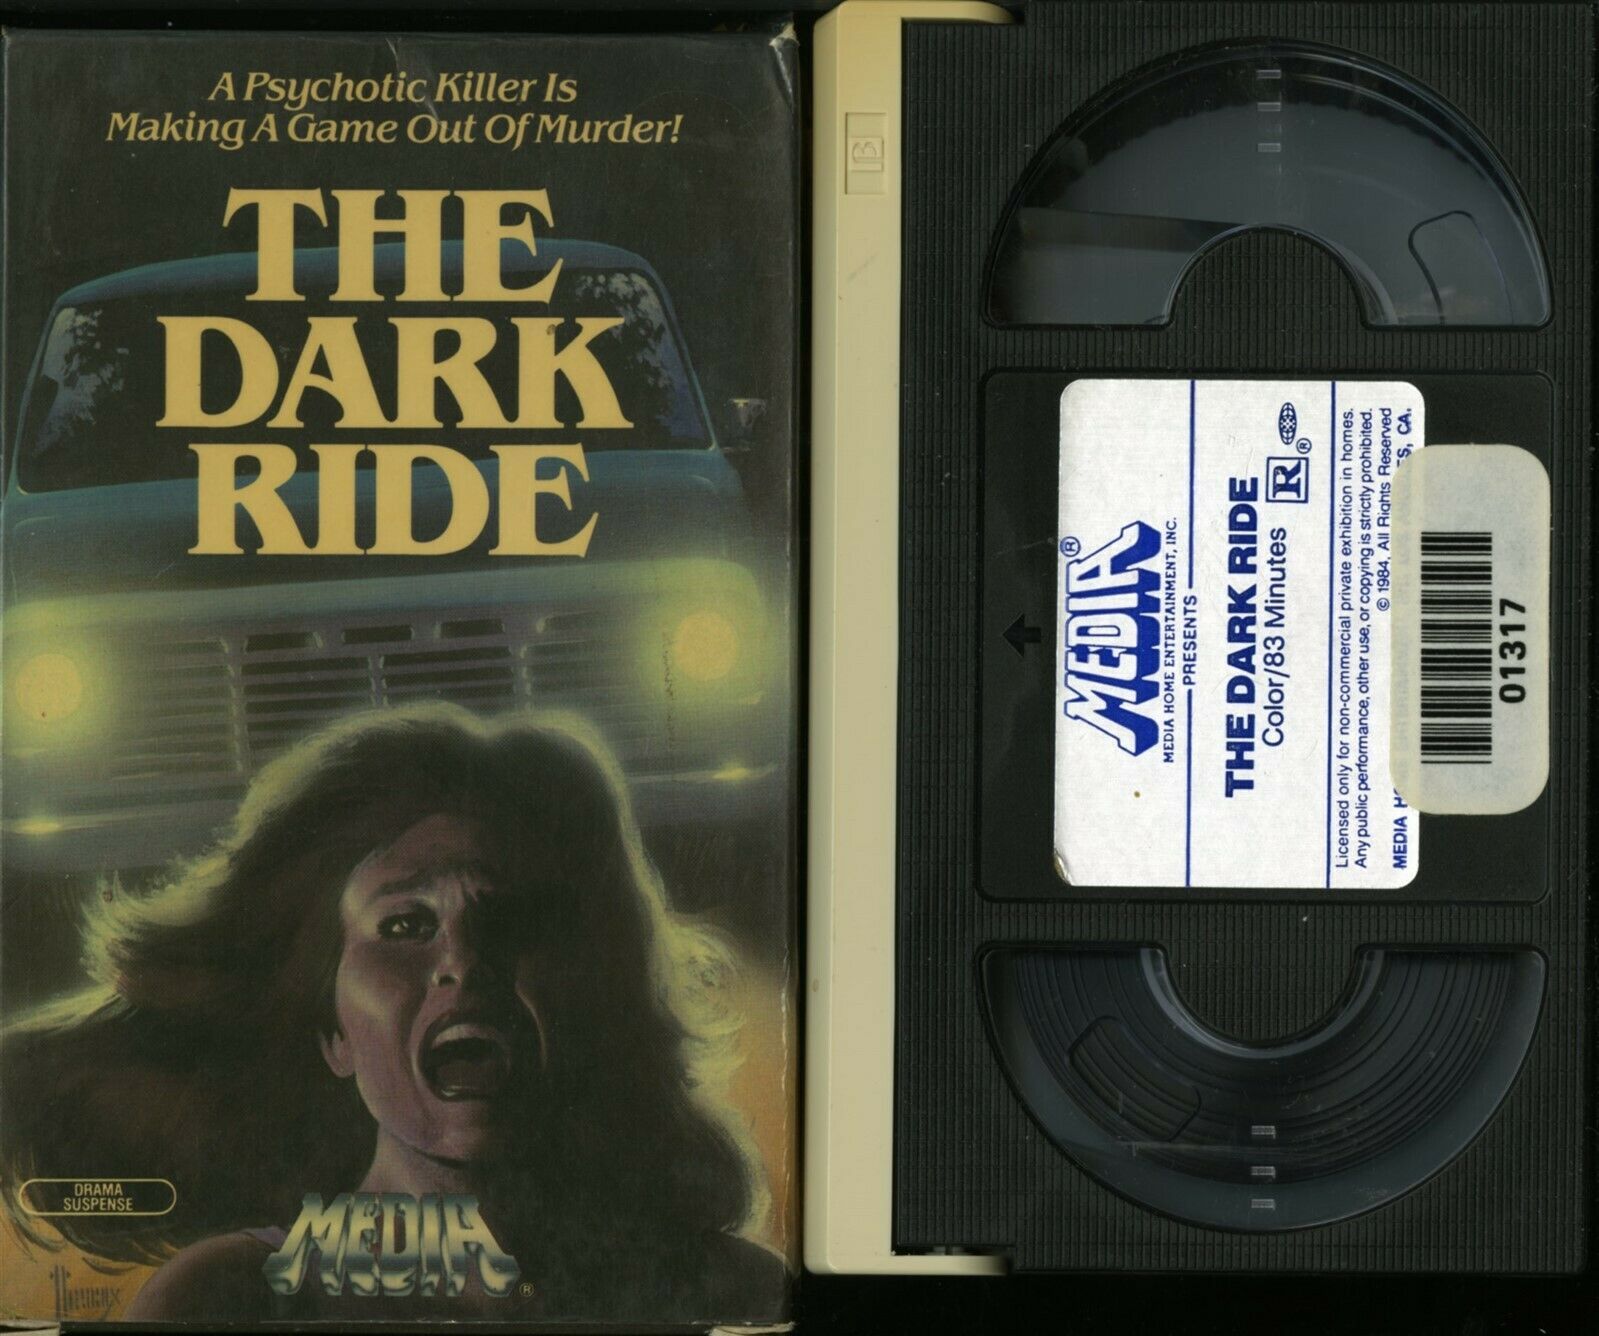 A Psychotic Killer Is
Making A Game Out Of Murder!
THE
DARK
RIDE
DRAMA
SUSPENSE
MEDIA®
B
MEDIA®
MEDIA HOME ENTERTAINMENT, INC.
PRESENTS
THE DARK RIDE
Color/83 Minutes
R®
Licensed only for non-commercial private exhibition in homes.
Any public performance, other use, or copying is strictly prohibited.
© 1984, All Rights Reserved
MEDIA CA.
01317